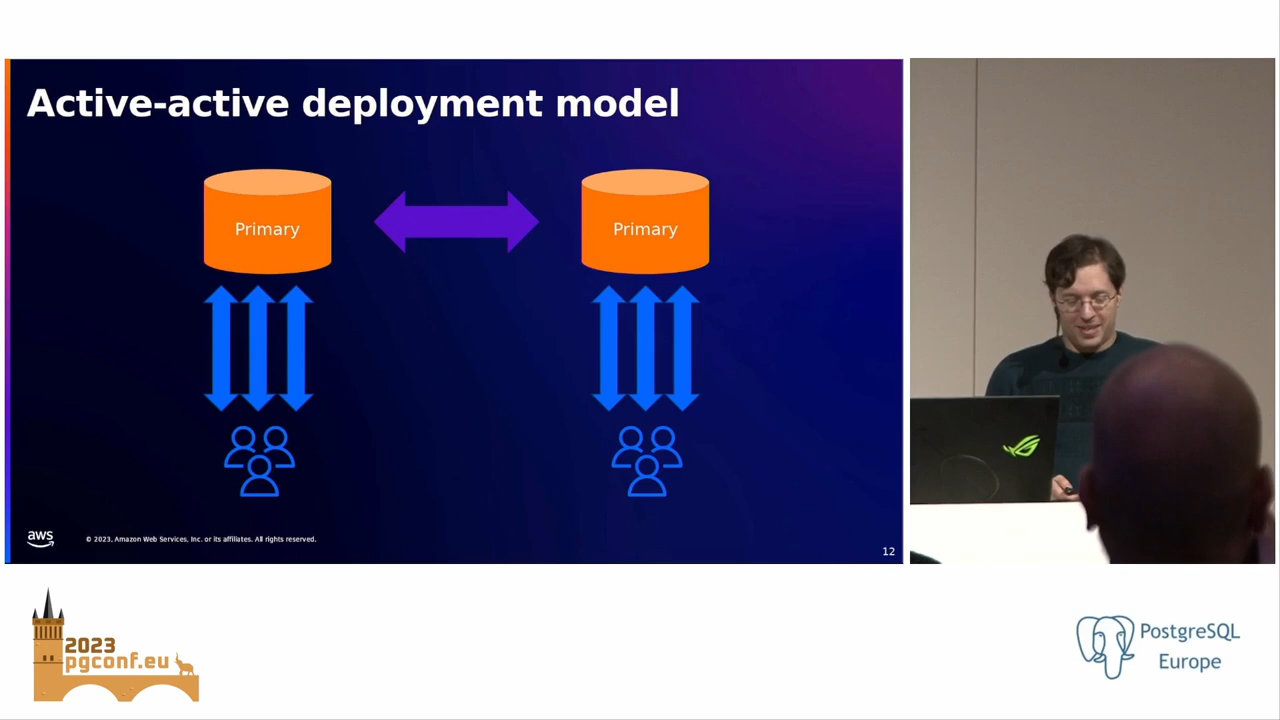 Active-active deployment model
Primary
Primary
aws
© 2023, Amazon Web Services, Inc. or its affiliates. All rights reserved.
12
2023
pgconf.eu
PostgreSQL
Europe